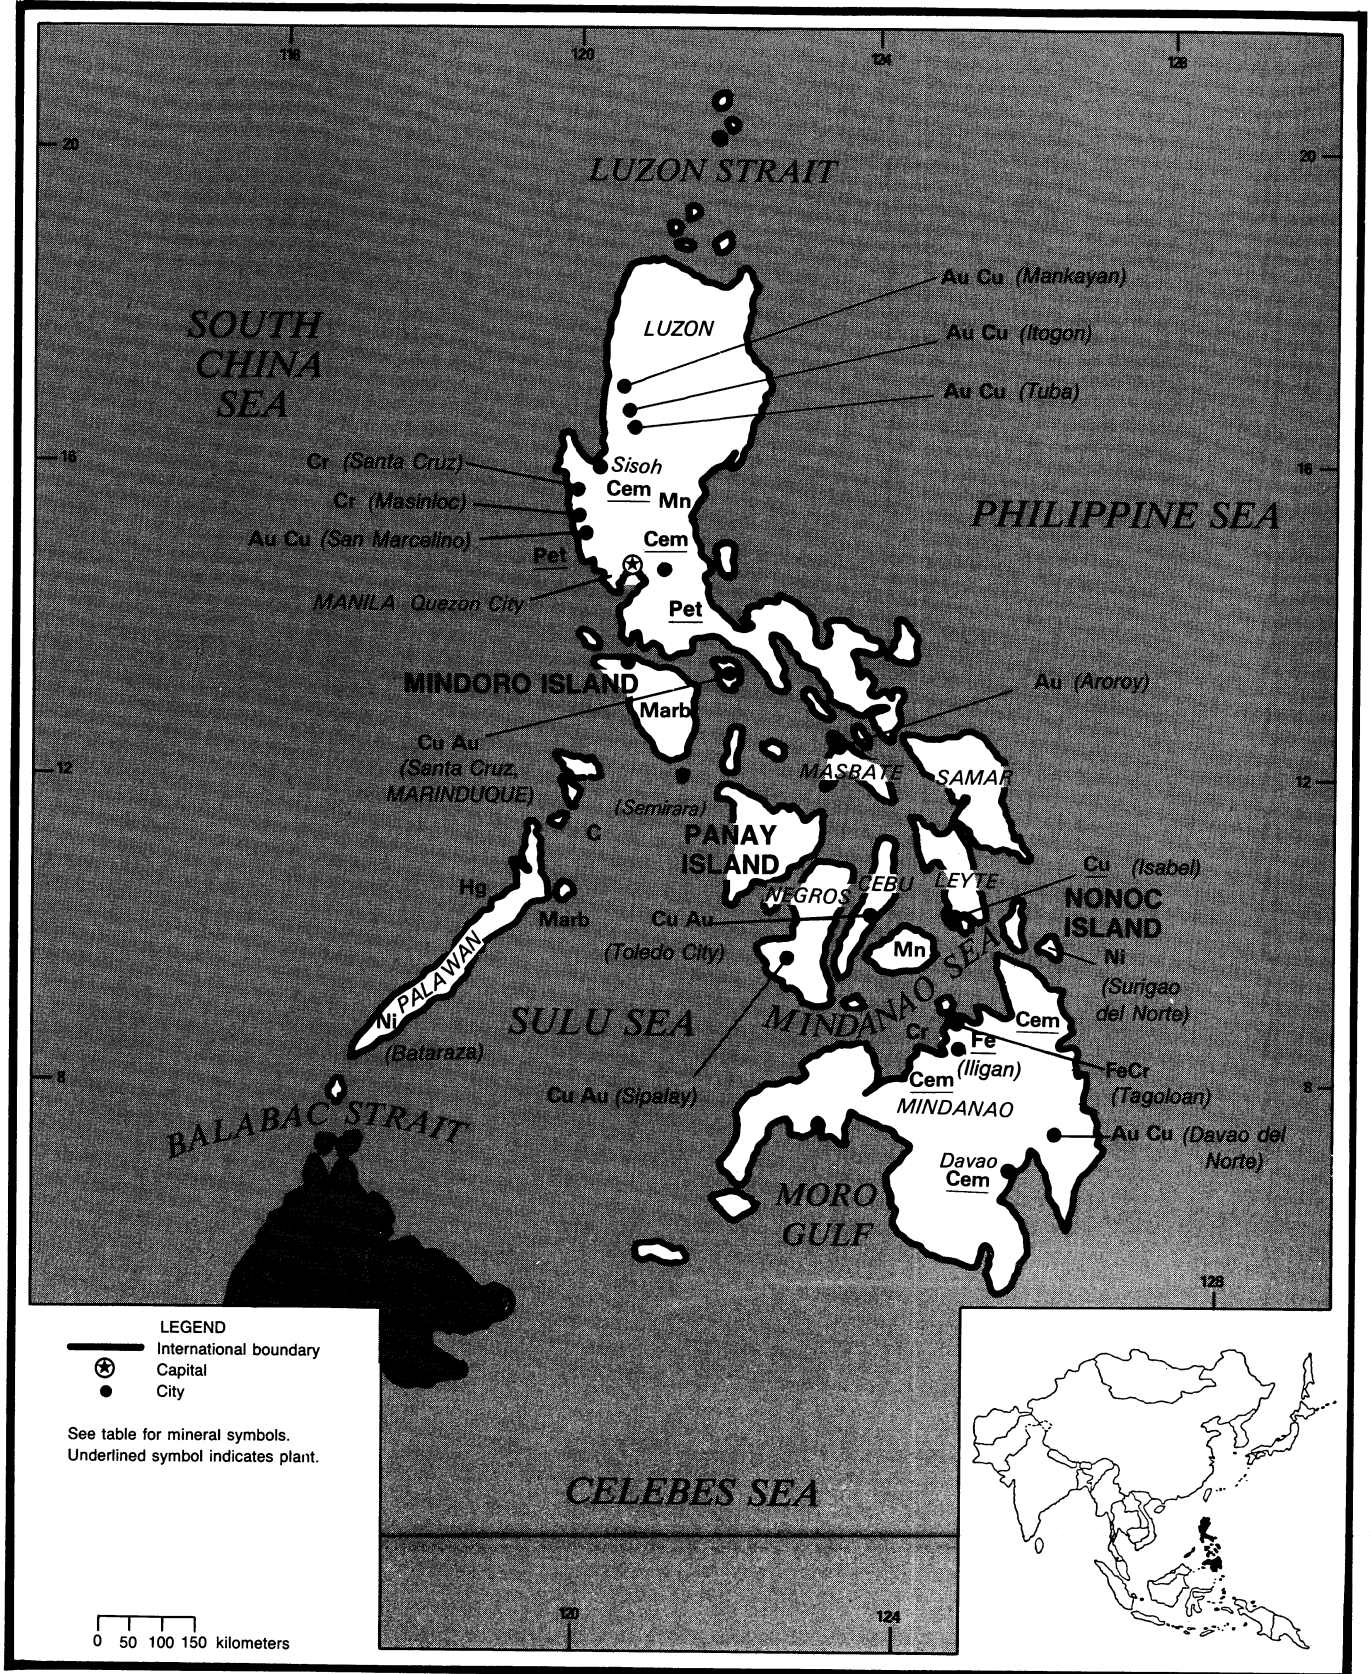 116
120
124
128
20
20
LUZON STRAIT
Au Cu (Mankayan)
SOUTH
CHINA
SEA
LUZON
Au Cu (Itogon)
Au Cu (Tuba)
16
16
Cr (Santa Cruz)
Sisoh
Cem
Mn
Cr (Masinloc)
PHILIPPINE SEA
Au Cu (San Marcelino)
Cem
Pet
MANILA Quezon City
Pet
MINDORO ISLAND
Au (Aroroy)
Marb
Cu Au
(Santa Cruz,
MARINDUQUE)
12
12
MASBATE
SAMAR
(Semirara)
C
PANAY
ISLAND
Cu (Isabel)
Hg
NEGROS
CEBU
LEYTE
NONOC
ISLAND
Marb
Cu Au
(Toledo City)
Mn
Ni
(Surigao
del Norte)
PALAWAN
Ni
(Bataraza)
SULU SEA
MINDANAO SEA
Cr
Cem
Fe
(Iligan)
FeCr
(Tagoloan)
8
8
Cem
MINDANAO
Cu Au (Sipalay)
BALABAC STRAIT
Au Cu (Davao del
Norte)
Davao
Cem
MORO
GULF
128
LEGEND
International boundary
Capital
City
See table for mineral symbols.
Underlined symbol indicates plant.
CELEBES SEA
120
124
0 50 100 150 kilometers